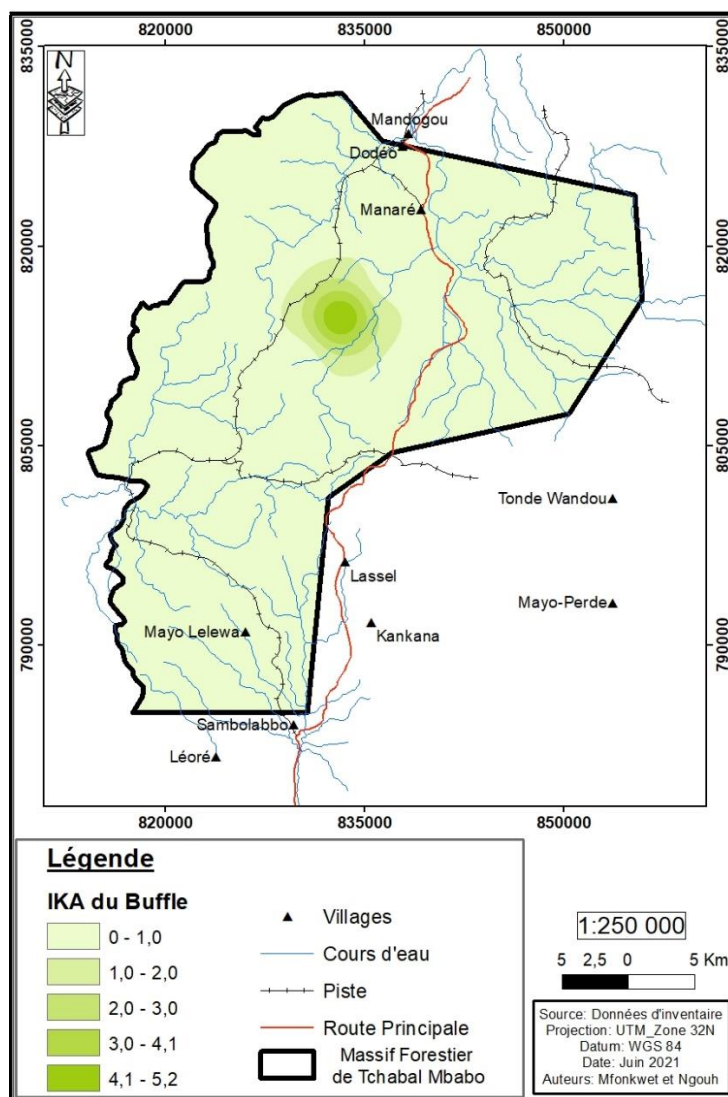 820000 835000 850000
835000 835000
N
Mandogou
Dodéo
Manaré
820000 820000
805000 805000
Tonde Wandou
Lassel
Mayo-Perde
Kankana
Mayo Lelewa
790000 790000
Sambolabbo
Léoré
820000 835000 850000
Légende
IKA du Buffle
0 - 1,0
1,0 - 2,0
2,0 - 3,0
3,0 - 4,1
4,1 - 5,2
Villages
Cours d'eau
Piste
Route Principale
Massif Forestier
de Tchabal Mbabo
1:250 000
5 2,5 0 5 Km
Source: Données d'inventaire
Projection: UTM_Zone 32N
Datum: WGS 84
Date: Juin 2021
Auteurs: Mfonkwet et Ngouh